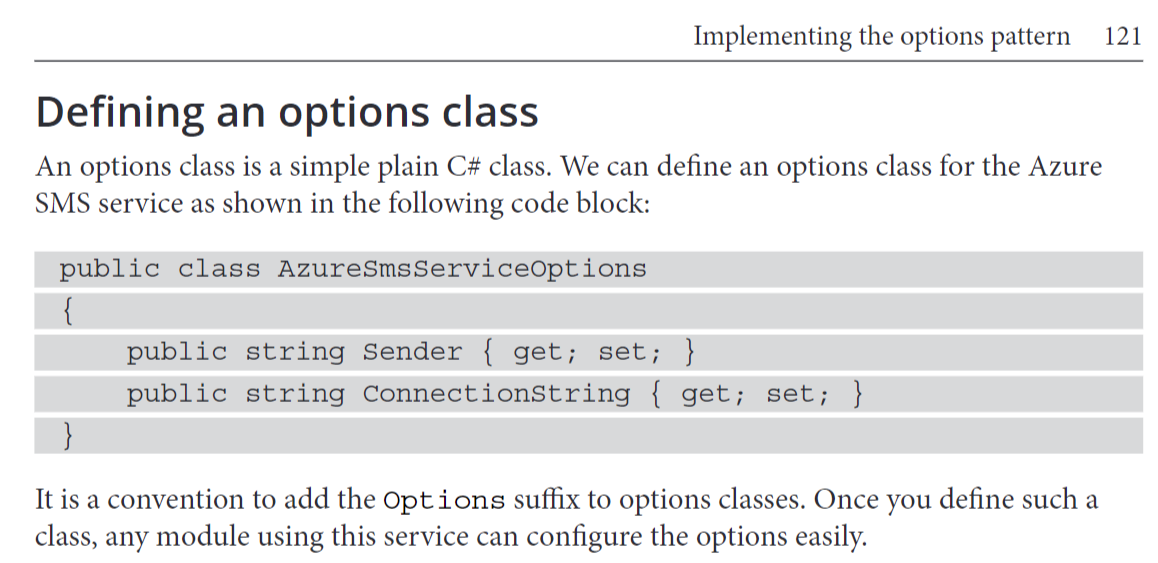 Implementing the options pattern 121
Defining an options class
An options class is a simple plain C# class. We can define an options class for the Azure
SMS service as shown in the following code block:
public class AzureSmsServiceOptions
{
    public string Sender { get; set; }
    public string ConnectionString { get; set; }
}
It is a convention to add the Options suffix to options classes. Once you define such a
class, any module using this service can configure the options easily.